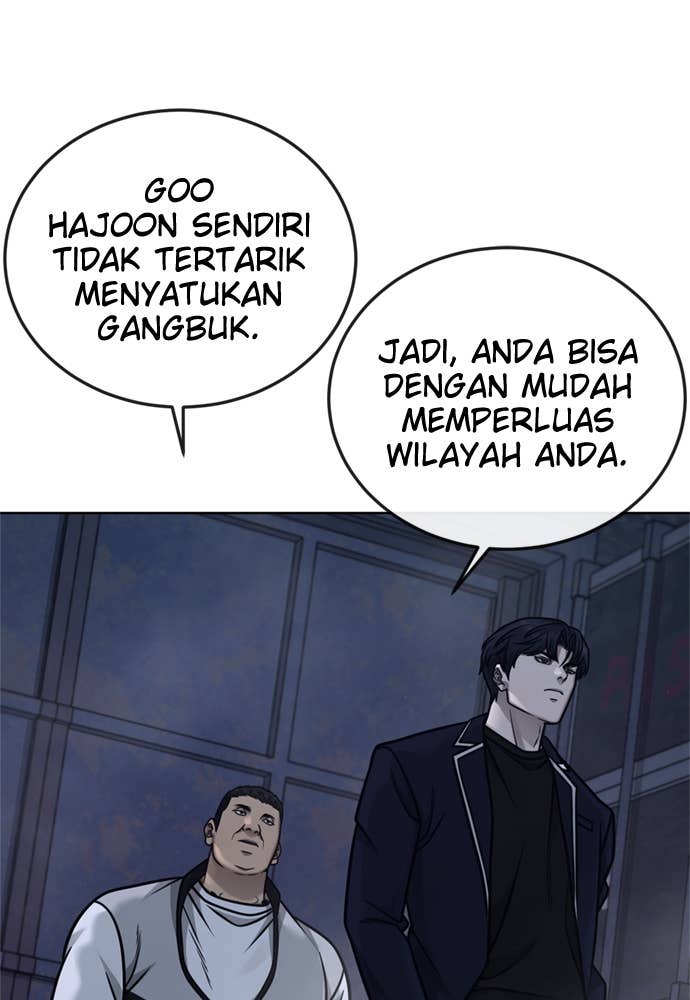 GOO
HAJOON SENDIRI
TIDAK TERTARIK
MENYATUKAN
GANGBUK.
JADI, ANDA BISA
DENGAN MUDAH
MEMPERLUAS
WILAYAH ANDA.